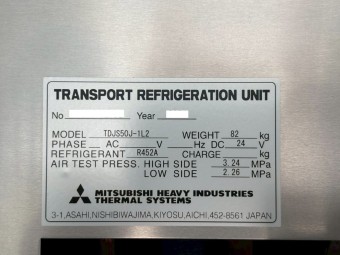 TRANSPORT REFRIGERATION UNIT
No. Year
MODEL TDJS50J-1L2 WEIGHT 82 kg
PHASE AC V Hz DC 24 V
REFRIGERANT R452A CHARGE kg
AIR TEST PRESS. HIGH SIDE 3.24 MPa
LOW SIDE 2.26 MPa
MITSUBISHI HEAVY INDUSTRIES
THERMAL SYSTEMS
3-1,ASAHI,NISHIBIWAJIMA,KIYOSU,AICHI,452-8561 JAPAN